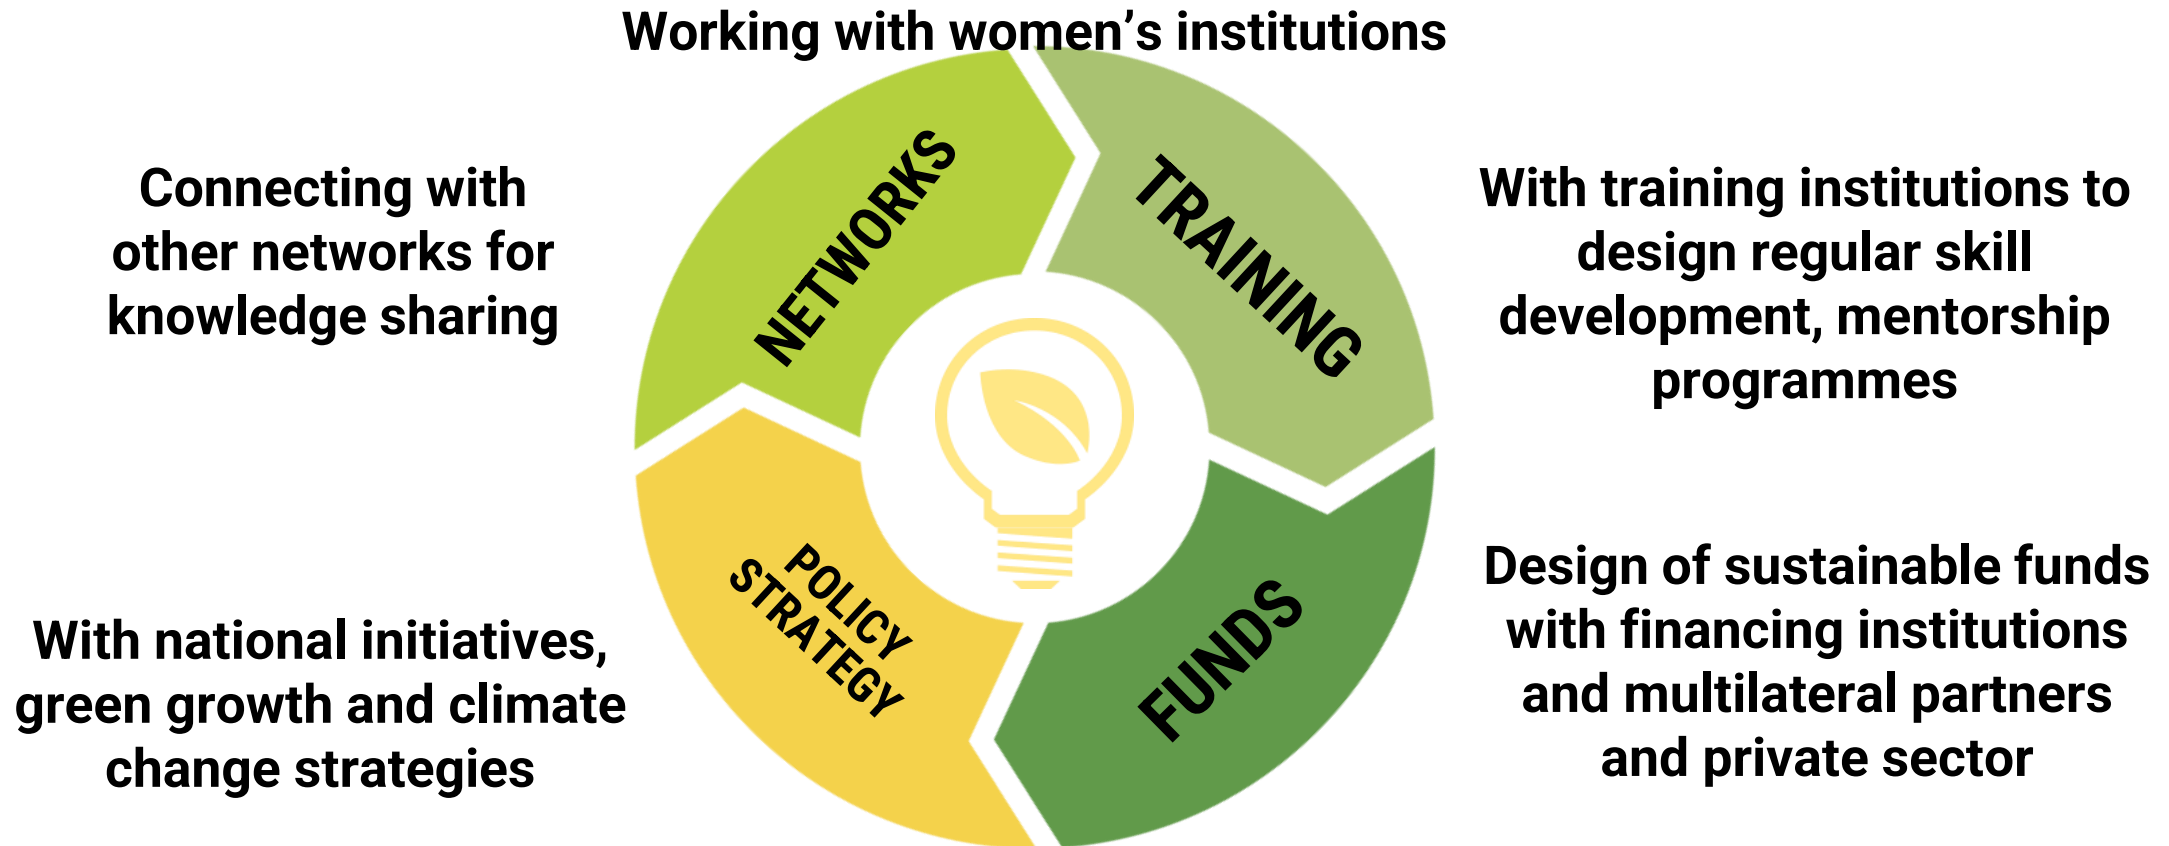 Working with women’s institutions
Connecting with
other networks for
knowledge sharing
NETWORKS
TRAINING
With training institutions to
design regular skill
development, mentorship
programmes
With national initiatives,
green growth and climate
change strategies
POLICY
STRATEGY
FUNDS
Design of sustainable funds
with financing institutions
and multilateral partners
and private sector